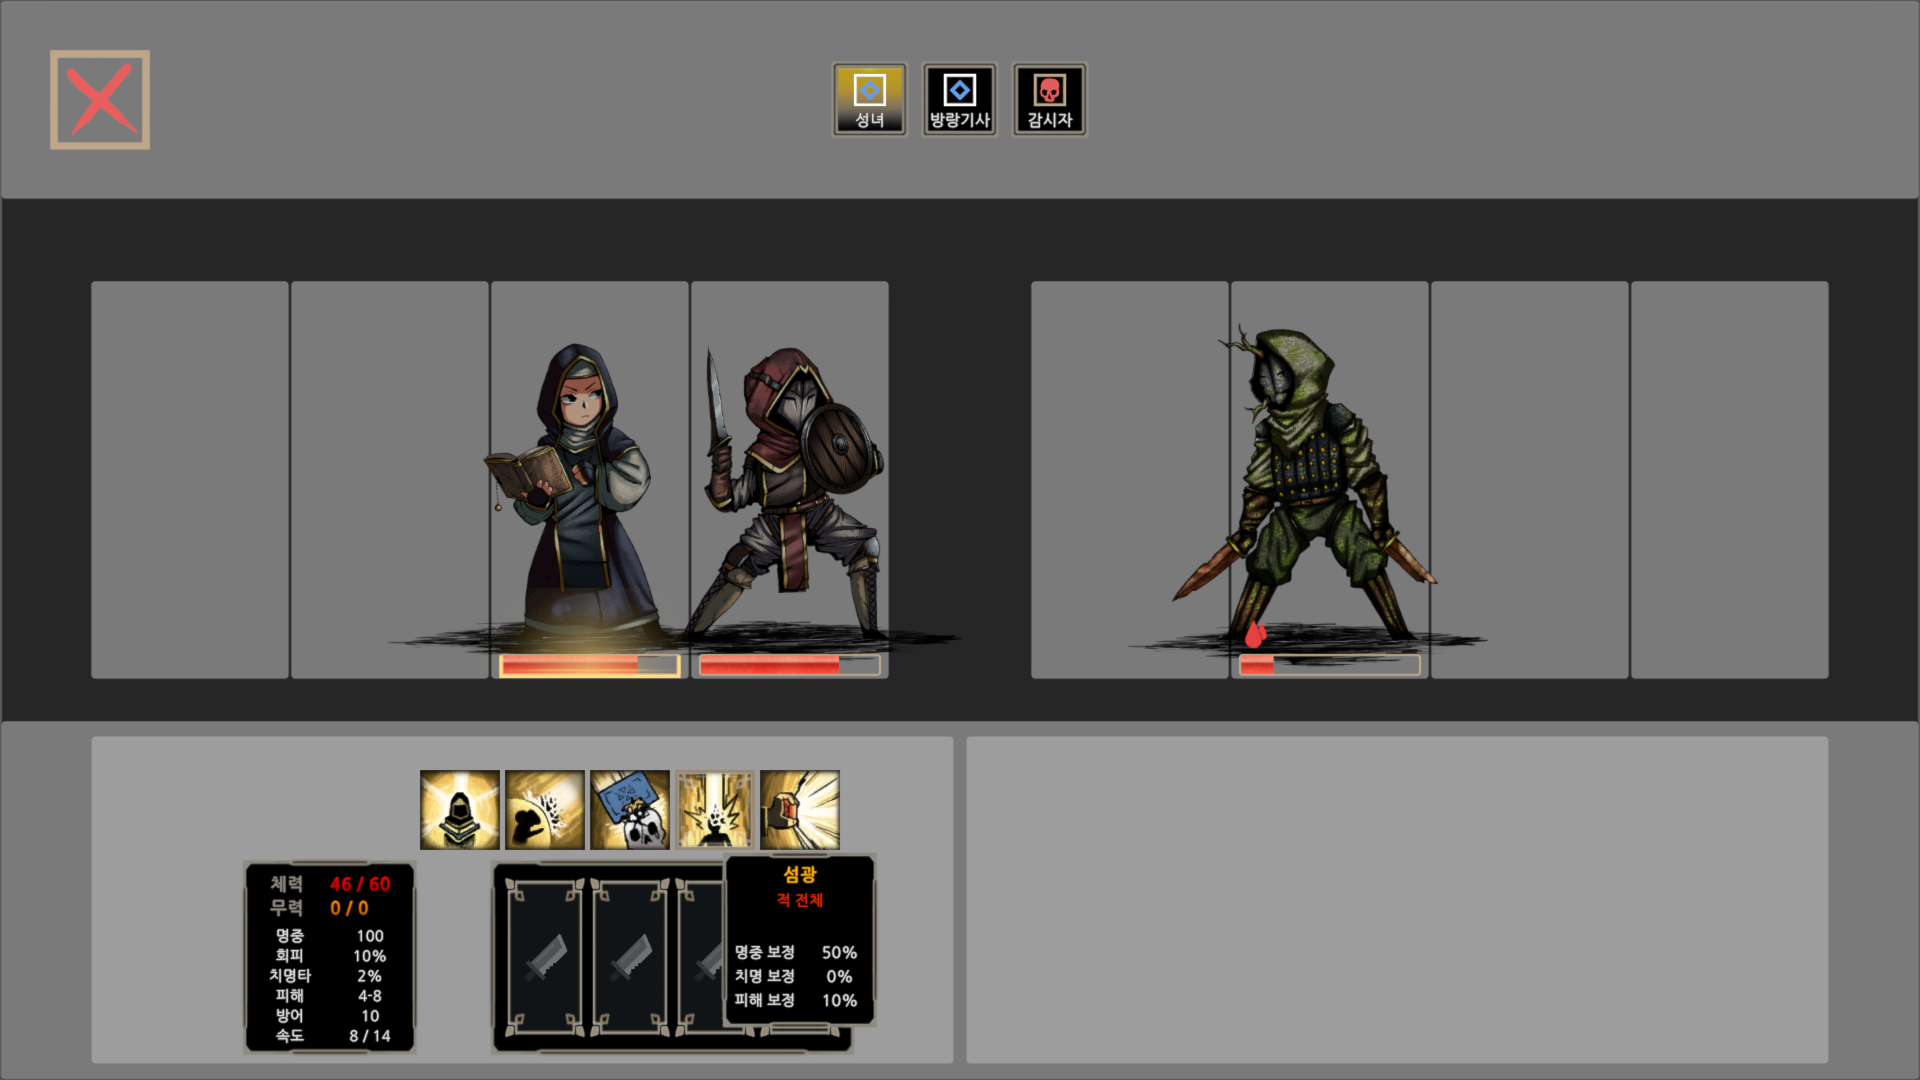 성녀
방랑기사
감시자
체력 46 / 60
무력 0 / 0
명중 100
회피 10%
치명타 2%
피해 4-8
방어 10
속도 8 / 14
섬광
적 전체
명중 보정 50%
치명 보정 0%
피해 보정 10%